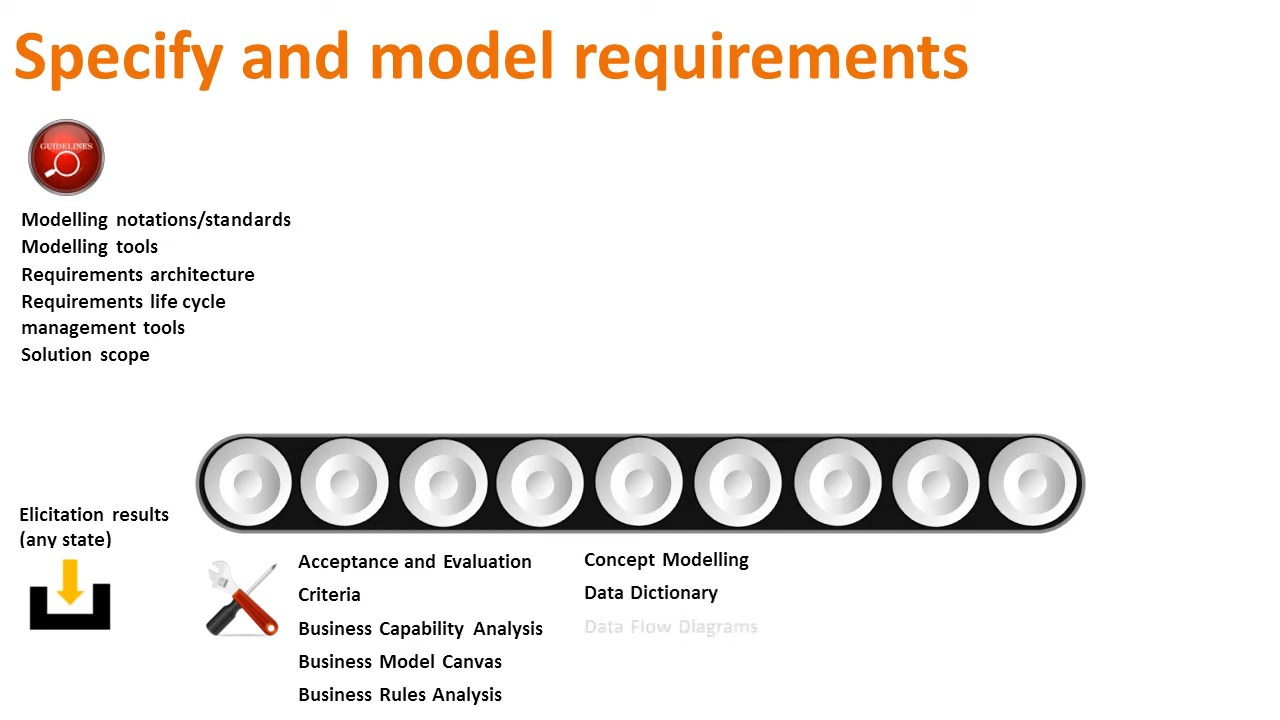 Specify and model requirements
GUIDELINES
Modelling notations/standards
Modelling tools
Requirements architecture
Requirements life cycle
management tools
Solution scope
Elicitation results
(any state)
Acceptance and Evaluation
Criteria
Business Capability Analysis
Business Model Canvas
Business Rules Analysis
Concept Modelling
Data Dictionary
Data Flow Diagrams